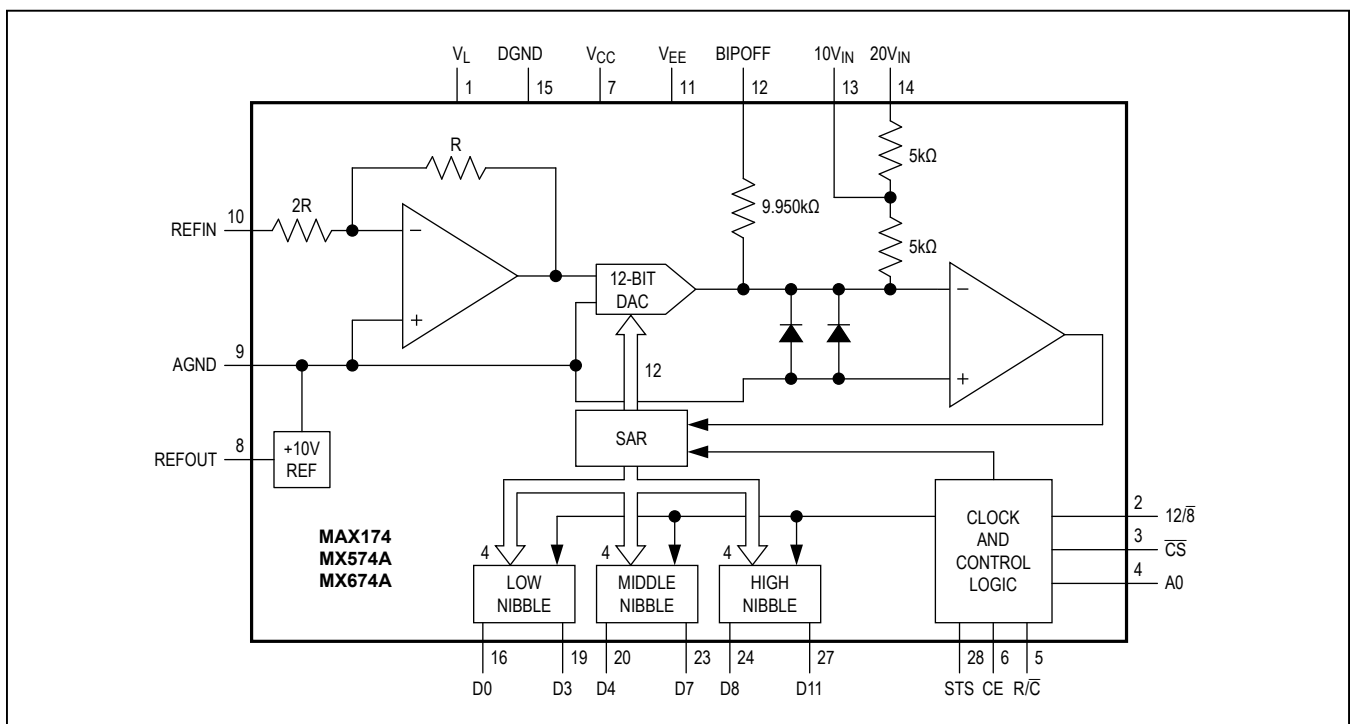 VL DGND VCC VEE BIPOFF 10VIN 20VIN
1 15 7 11 12 13 14
R
5kΩ
2R
9.950kΩ
10
REFIN
−
+
5kΩ
12-BIT
DAC
−
+
9
AGND
12
8
REFOUT
+10V
REF
SAR
CLOCK
AND
CONTROL
LOGIC
2 12/8̅
3 C̅S̅
4 A0
MAX174
MX574A
MX674A
4 4 4
LOW
NIBBLE
MIDDLE
NIBBLE
HIGH
NIBBLE
16 19 20 23 24 27 28 6 5
D0 D3 D4 D7 D8 D11 STS CE R/C̅